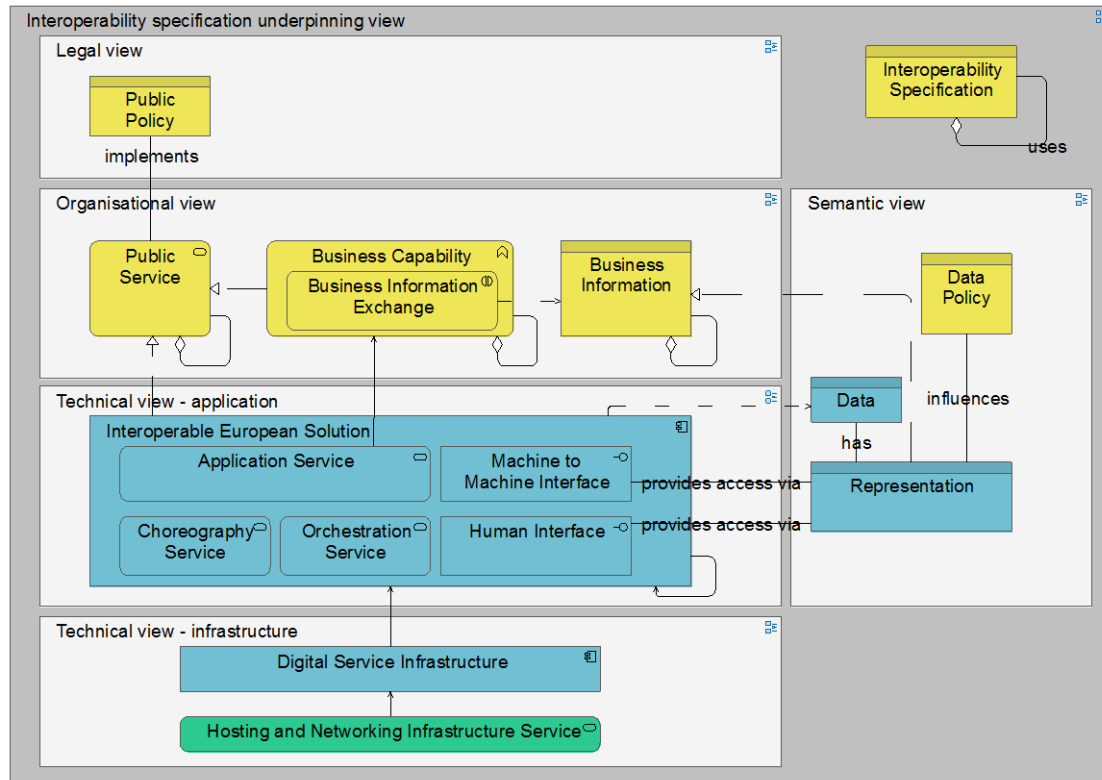 Interoperability specification underpinning view
Legal view
Public
Policy
implements
Interoperability
Specification
uses
Organisational view
Public
Service
Business Capability
Business Information
Exchange
Business
Information
Semantic view
Data
Policy
Data
influences
has
Representation
Technical view - application
Interoperable European Solution
Application Service
Machine to
Machine Interface
provides access via
Choreography
Service
Orchestration
Service
Human Interface
provides access via
Technical view - infrastructure
Digital Service Infrastructure
Hosting and Networking Infrastructure Service